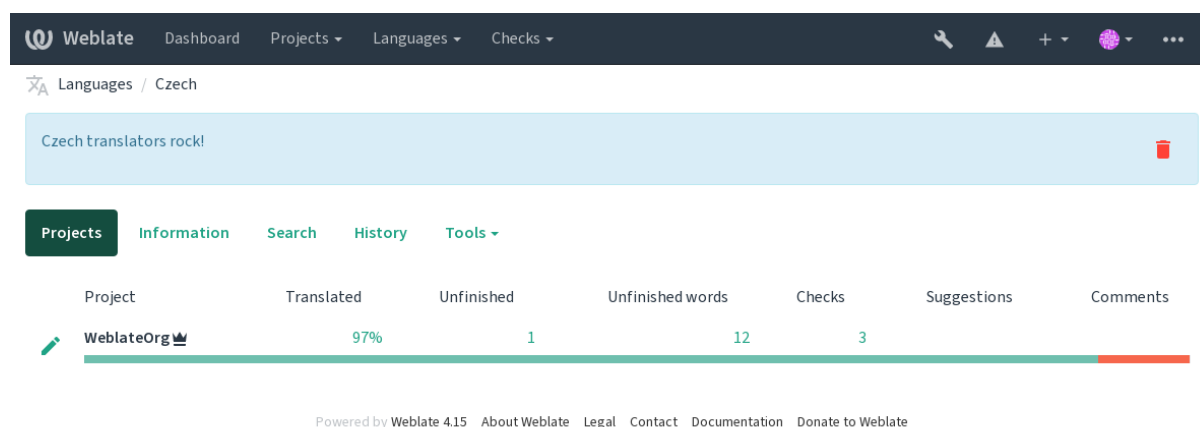 Weblate Dashboard Projects Languages Checks
Languages / Czech
Czech translators rock!
Projects Information Search History Tools
Project Translated Unfinished Unfinished words Checks Suggestions Comments
WeblateOrg 97% 1 12 3
Powered by Weblate 4.15 About Weblate Legal Contact Documentation Donate to Weblate